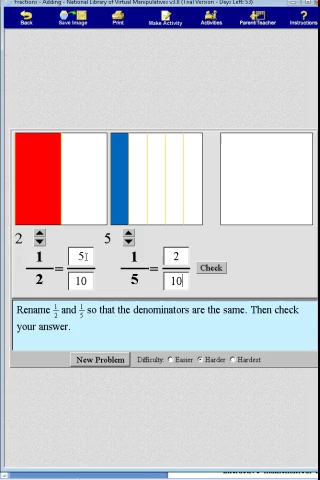 Fractions - Adding - National Library of Virtual Manipulatives v3.0 (Trial Version - Days Left: 53)
Back Save Image Print Make Activity Activities Parent/Teacher Instructions
2 5
1 5 1 2
= =
2 10 5 10
Check
Rename 1/2 and 1/5 so that the denominators are the same. Then check
your answer.
New Problem Difficulty: Easier Harder Hardest